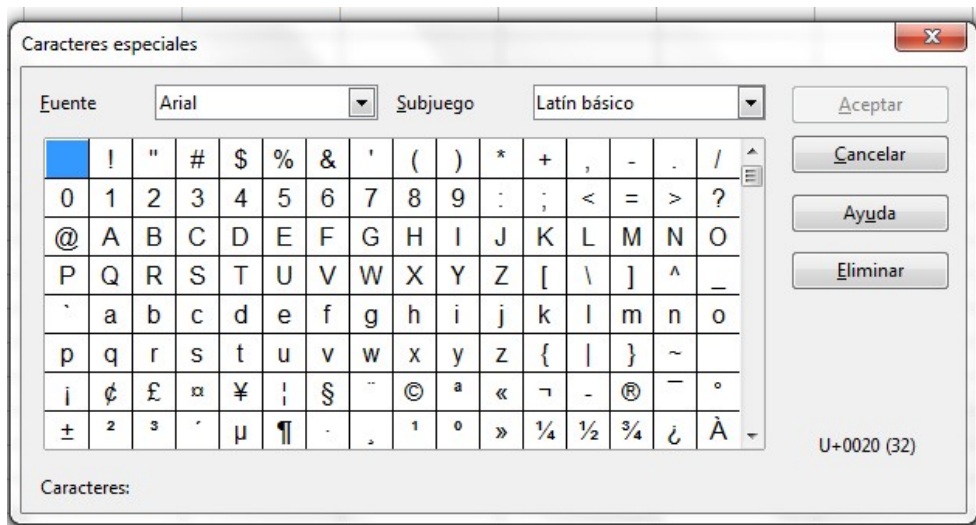 Caracteres especiales
Fuente Arial Subjuego Latín básico Aceptar
! " # $ % & ' ( ) * + , - . / Cancelar
0 1 2 3 4 5 6 7 8 9 : ; < = > ? Ayuda
@ A B C D E F G H I J K L M N O
P Q R S T U V W X Y Z [ \ ] ^ _ Eliminar
` a b c d e f g h i j k l m n o
p q r s t u v w x y z { | } ~
¡ ¢ £ ¤ ¥ ¦ § ¨ © ª « ¬ - ® ¯ °
± ² ³ ´ µ ¶ · ¸ ¹ º » ¼ ½ ¾ ¿ À
U+0020 (32)
Caracteres: